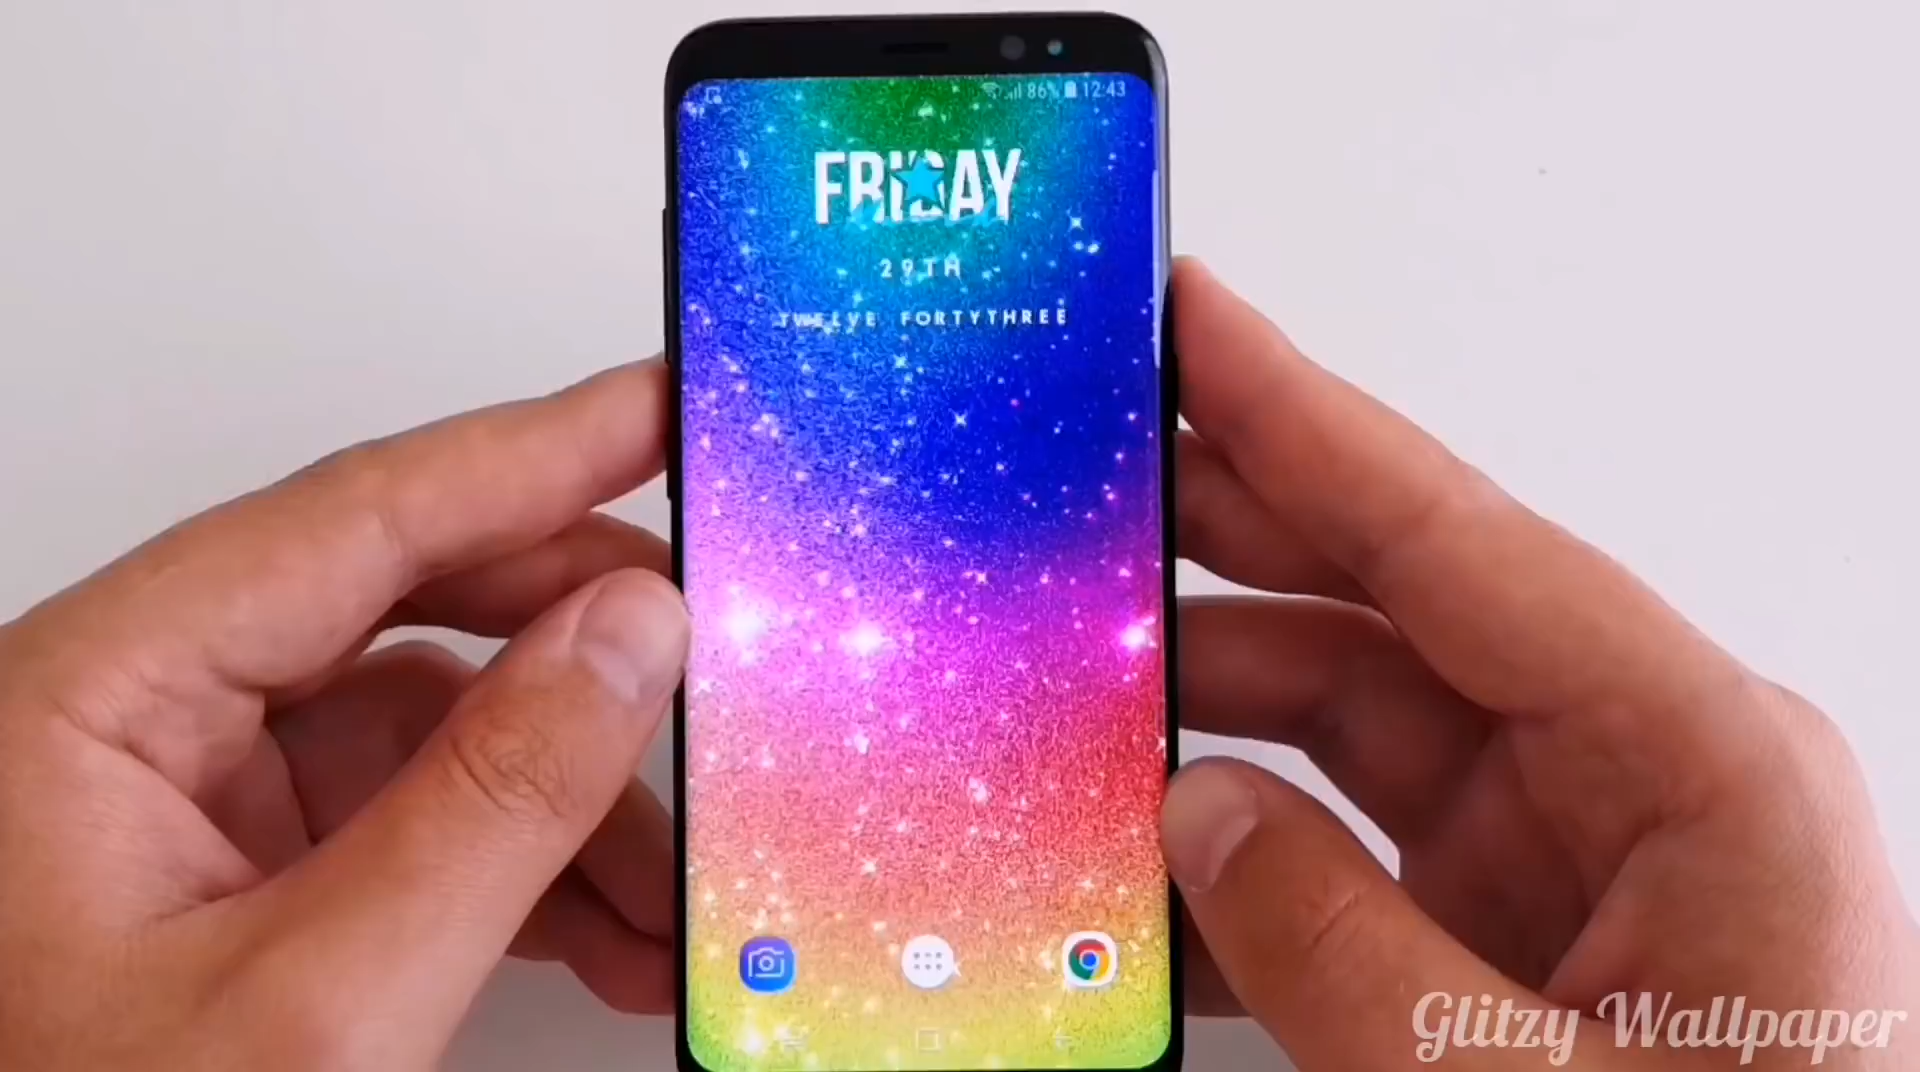 86% 12:43
FRIDAY
29TH
TWELVE FORTYTHREE
Glitzy Wallpaper